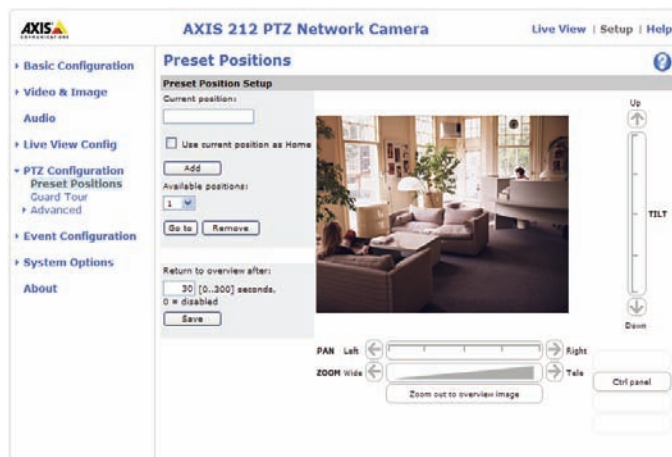 AXIS
COMMUNICATIONS
AXIS 212 PTZ Network Camera
Live View | Setup | Help
Basic Configuration
Video & Image
Audio
Live View Config
PTZ Configuration
Preset Positions
Guard Tour
Advanced
Event Configuration
System Options
About
Preset Positions
?
Preset Position Setup
Current position:
Use current position as Home
Add
Available positions:
1
Go to
Remove
Return to overview after:
30 [0..300] seconds,
0 = disabled
Save
Up
TILT
Down
PAN Left
Right
ZOOM Wide
Tele
Zoom out to overview image
Ctrl panel